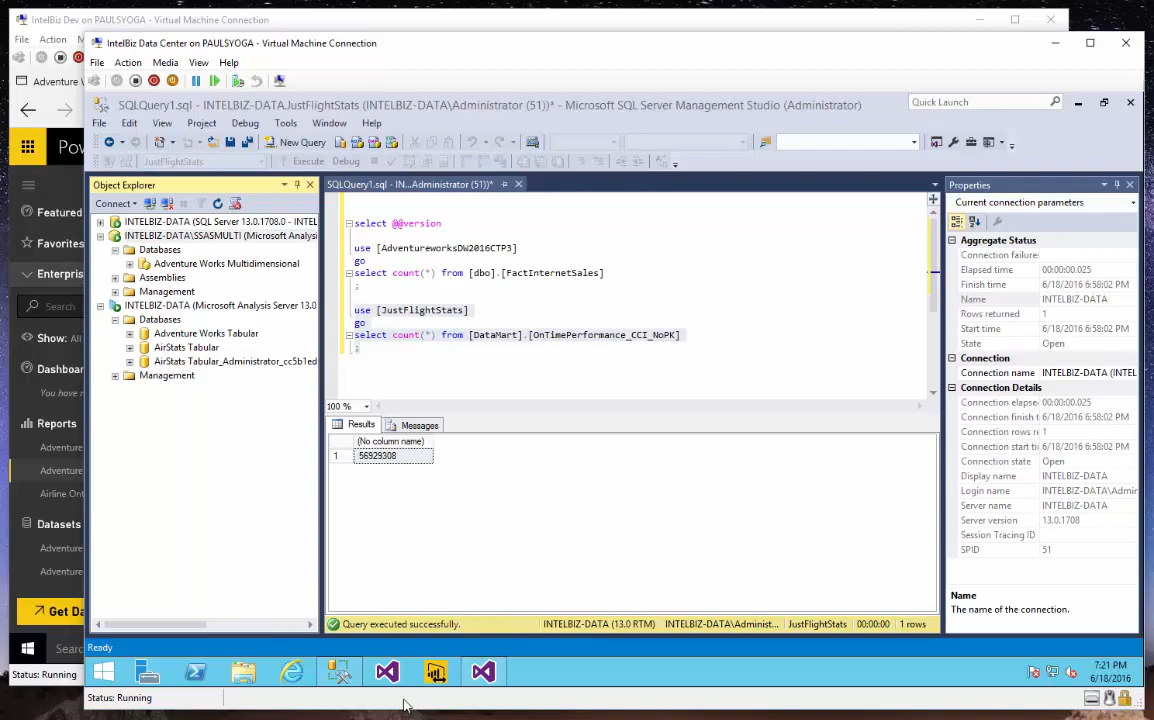 IntelBiz Dev on PAULSYOGA - Virtual Machine Connection
File Action
Adventure
Featured
Favorites
Enterpris
Search
Show:
Dashboar
You have r
Reports
Adventure
Adventure
Airline Ont
Datasets
Adventure
Adventure
Get Da
Status: Running
IntelBiz Data Center on PAULSYOGA - Virtual Machine Connection
File Action Media View Help
SQLQuery1.sql - INTELBIZ-DATA.JustFlightStats (INTELBIZ-DATA\Administrator (51))* - Microsoft SQL Server Management Studio (Administrator)
Quick Launch
File Edit View Project Debug Tools Window Help
New Query
JustFlightStats
Execute Debug
Object Explorer
Connect
INTELBIZ-DATA (SQL Server 13.0.1708.0 - INTEL
INTELBIZ-DATA\SSASMULTI (Microsoft Analysi
Databases
Adventure Works Multidimensional
Assemblies
Management
INTELBIZ-DATA (Microsoft Analysis Server 13.0
Databases
Adventure Works Tabular
AirStats Tabular
AirStats Tabular_Administrator_cc5b1ed
Management
SQLQuery1.sql - IN...Administrator (51))*
select @@version
use [AdventureworksDW2016CTP3]
go
select count(*) from [dbo].[FactInternetSales]
;
use [JustFlightStats]
go
select count(*) from [DataMart].[OnTimePerformance_CCI_NoPK]
;
100 %
Results Messages
(No column name)
1 56929308
Query executed successfully.
INTELBIZ-DATA (13.0 RTM) INTELBIZ-DATA\Administ... JustFlightStats 00:00:00 1 rows
Properties
Current connection parameters
Aggregate Status
Connection failure
Elapsed time 00:00:00.025
Finish time 6/18/2016 6:58:02 PM
Name INTELBIZ-DATA
Rows returned 1
Start time 6/18/2016 6:58:02 PM
State Open
Connection
Connection name INTELBIZ-DATA (INTEL
Connection Details
Connection elapse 00:00:00.025
Connection finish t 6/18/2016 6:58:02 PM
Connection rows r 1
Connection start ti 6/18/2016 6:58:02 PM
Connection state Open
Display name INTELBIZ-DATA
Login name INTELBIZ-DATA\Admir
Server name INTELBIZ-DATA
Server version 13.0.1708
Session Tracing ID
SPID 51
Name
The name of the connection.
Ready
7:21 PM
6/18/2016
Status: Running